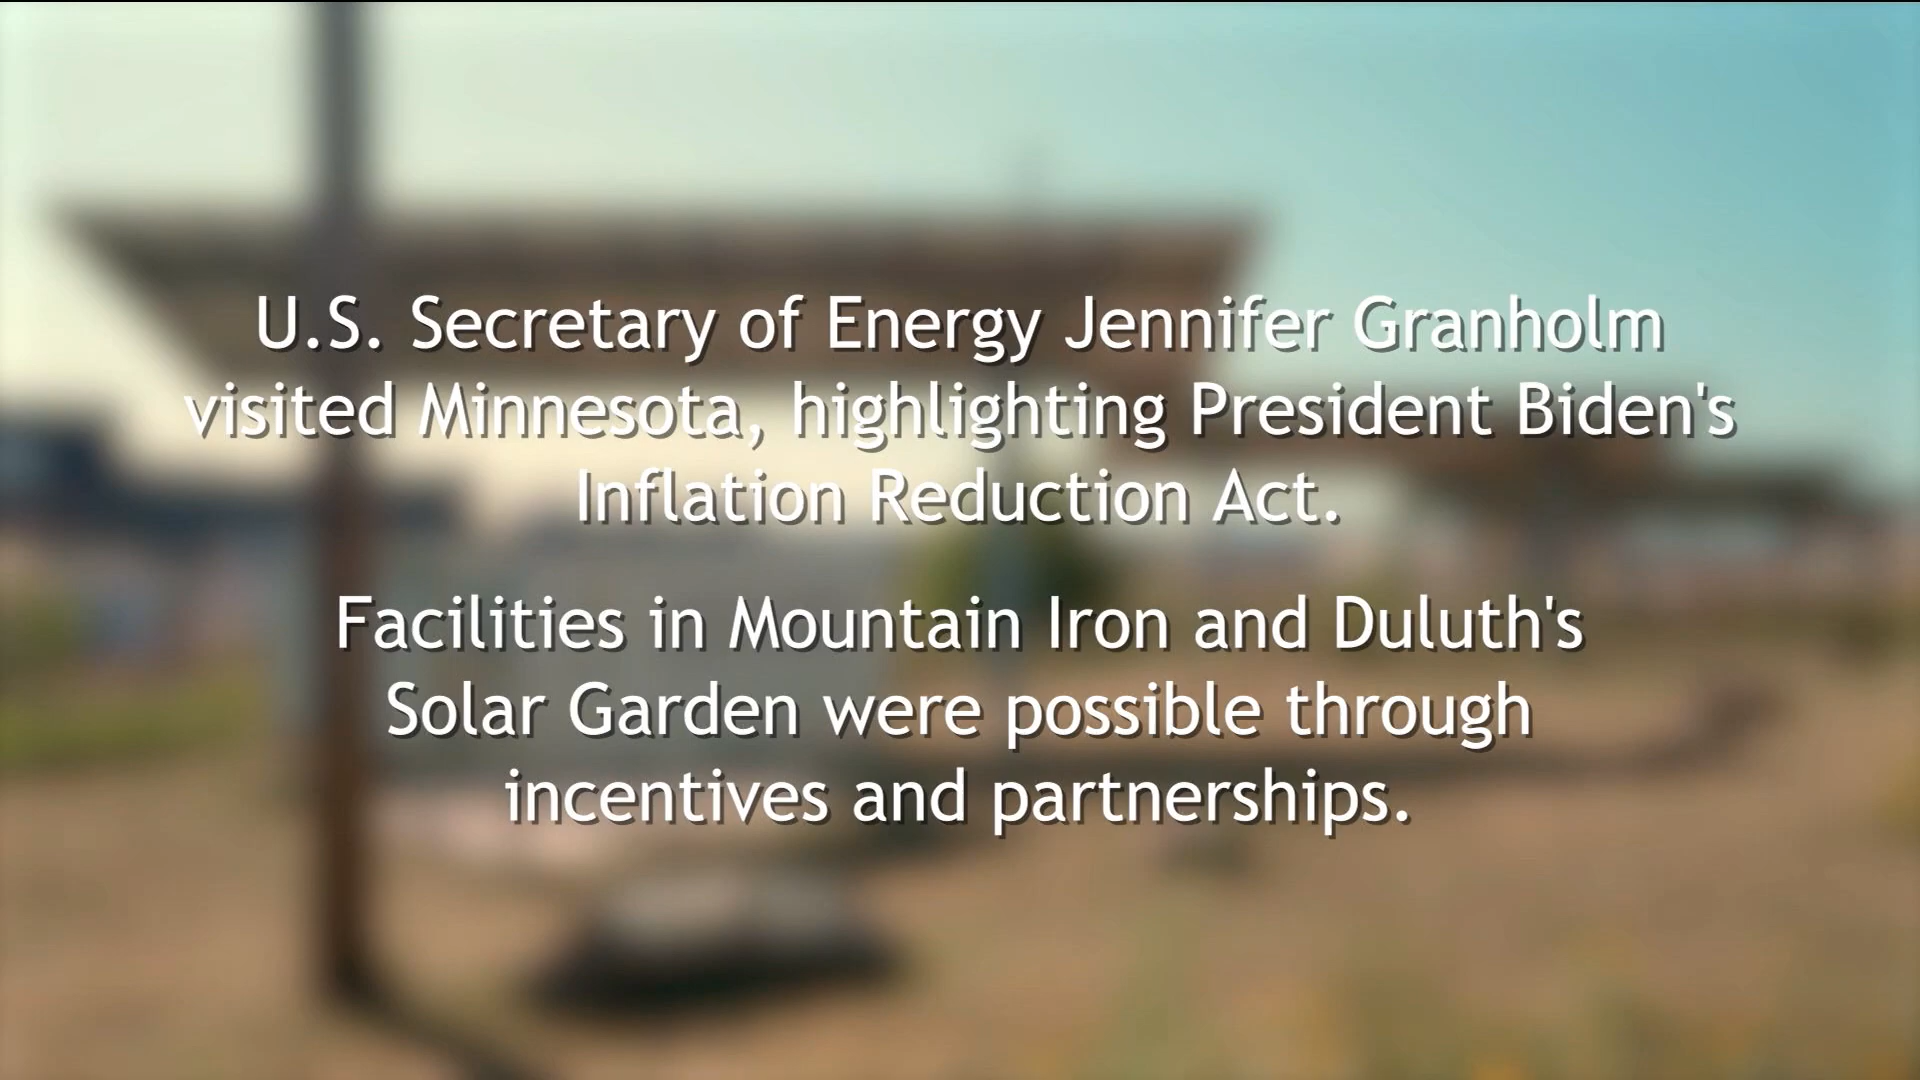 U.S. Secretary of Energy Jennifer Granholm
visited Minnesota, highlighting President Biden's
Inflation Reduction Act.
Facilities in Mountain Iron and Duluth's
Solar Garden were possible through
incentives and partnerships.